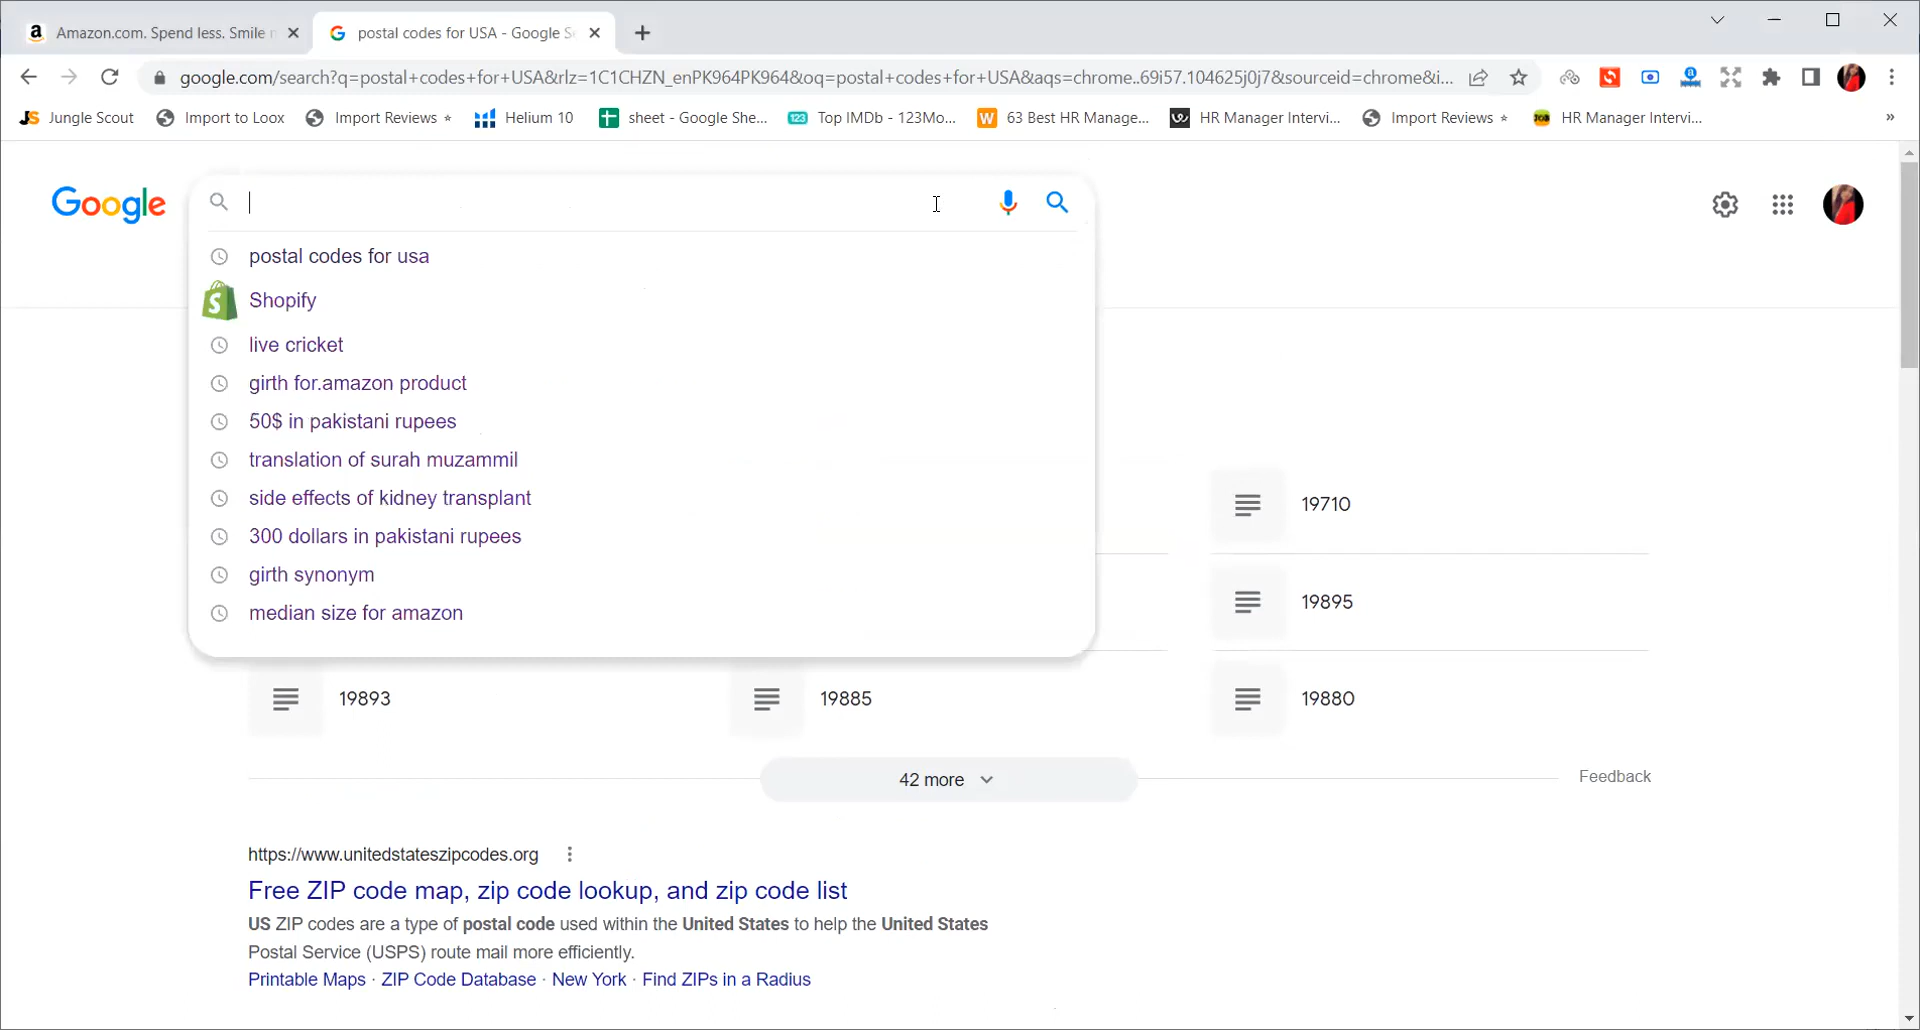 Amazon.com. Spend less. Smile
postal codes for USA - Google
google.com/search?q=postal+codes+for+USA&rlz=1C1CHZN_enPK964PK964&oq=postal+codes+for+USA&aqs=chrome..69i57.104625j0j7&sourceid=chrome&i...
JS Jungle Scout
Import to Loox
Import Reviews ⭑
Helium 10
sheet - Google She...
123 Top IMDb - 123Mo...
W 63 Best HR Manage...
HR Manager Intervi...
Import Reviews ⭑
JOB HR Manager Intervi...
»
Google
postal codes for usa
Shopify
live cricket
girth for.amazon product
50$ in pakistani rupees
translation of surah muzammil
side effects of kidney transplant
300 dollars in pakistani rupees
girth synonym
median size for amazon
19710
19895
19893
19885
19880
42 more
Feedback
https://www.unitedstateszipcodes.org
Free ZIP code map, zip code lookup, and zip code list
US ZIP codes are a type of postal code used within the United States to help the United States
Postal Service (USPS) route mail more efficiently.
Printable Maps · ZIP Code Database · New York · Find ZIPs in a Radius